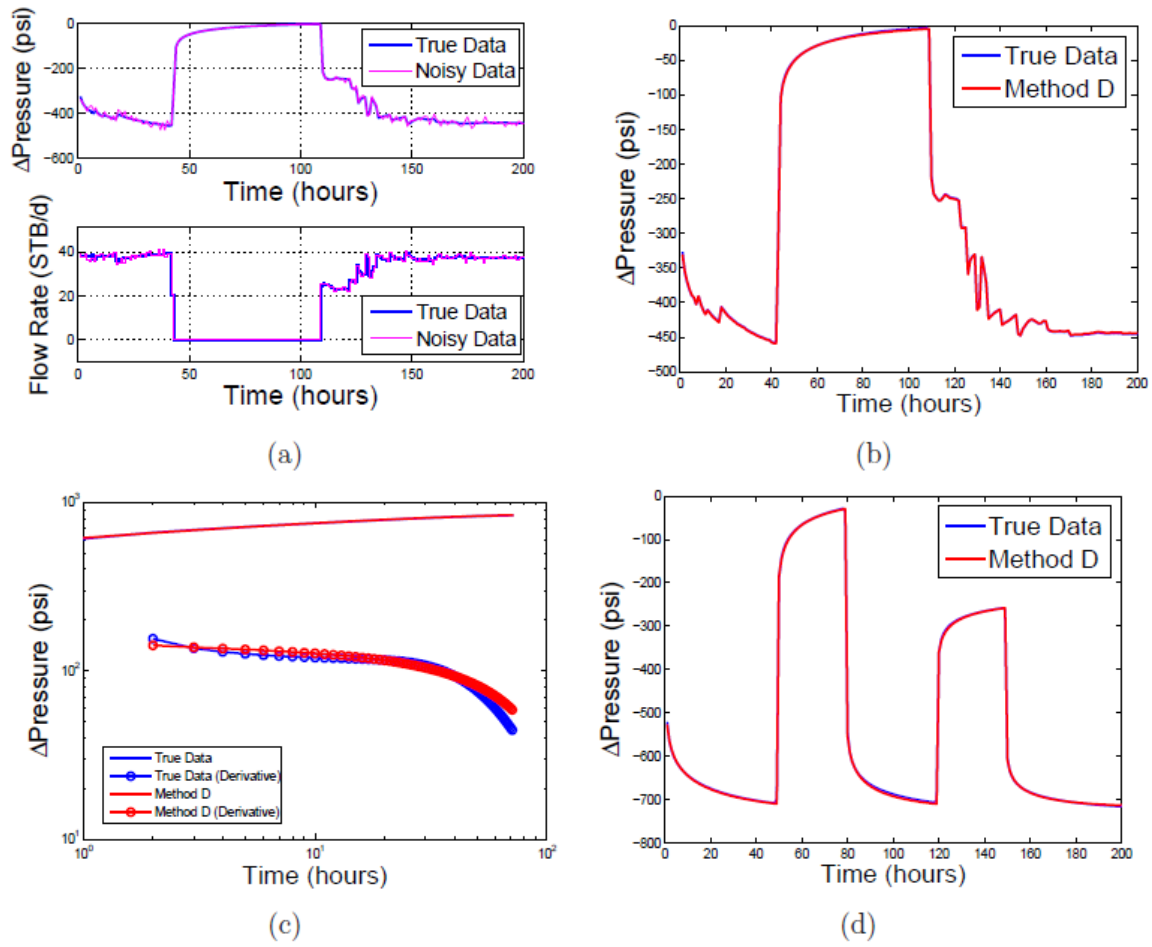 0
−200
−400
−600
ΔPressure (psi)
True Data
Noisy Data
0 50 100 150 200
Time (hours)
40
20
0
Flow Rate (STB/d)
True Data
Noisy Data
0 50 100 150 200
Time (hours)
(a)
0
−50
−100
−150
−200
−250
−300
−350
−400
−450
−500
ΔPressure (psi)
True Data
Method D
0 20 40 60 80 100 120 140 160 180 200
Time (hours)
(b)
10³
10²
10¹
ΔPressure (psi)
True Data
True Data (Derivative)
Method D
Method D (Derivative)
10⁰ 10¹ 10²
Time (hours)
(c)
0
−100
−200
−300
−400
−500
−600
−700
−800
ΔPressure (psi)
True Data
Method D
0 20 40 60 80 100 120 140 160 180 200
Time (hours)
(d)